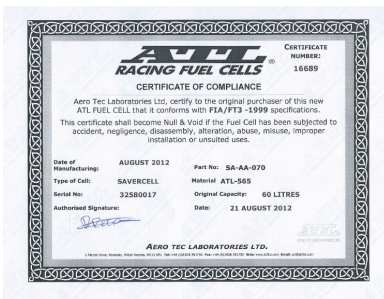 ATL®
RACING FUEL CELLS
CERTIFICATE
NUMBER:
16689
CERTIFICATE OF COMPLIANCE
Aero Tec Laboratories Ltd, certify to the original purchaser of this new
ATL FUEL CELL that it conforms with FIA/FT3 -1999 specifications.
This certificate shall become Null & Void if the Fuel Cell has been subjected to
accident, negligence, disassembly, alteration, abuse, misuse, improper
installation or unsuited uses.
Date of
Manufacturing: AUGUST 2012 Part No: SA-AA-070
Type of Cell: SAVERCELL Material ATL-565
Serial No: 32580017 Original Capacity: 60 LITRES
Authorised Signature: Date: 21 AUGUST 2012
ATL
AERO TEC LABORATORIES LTD.